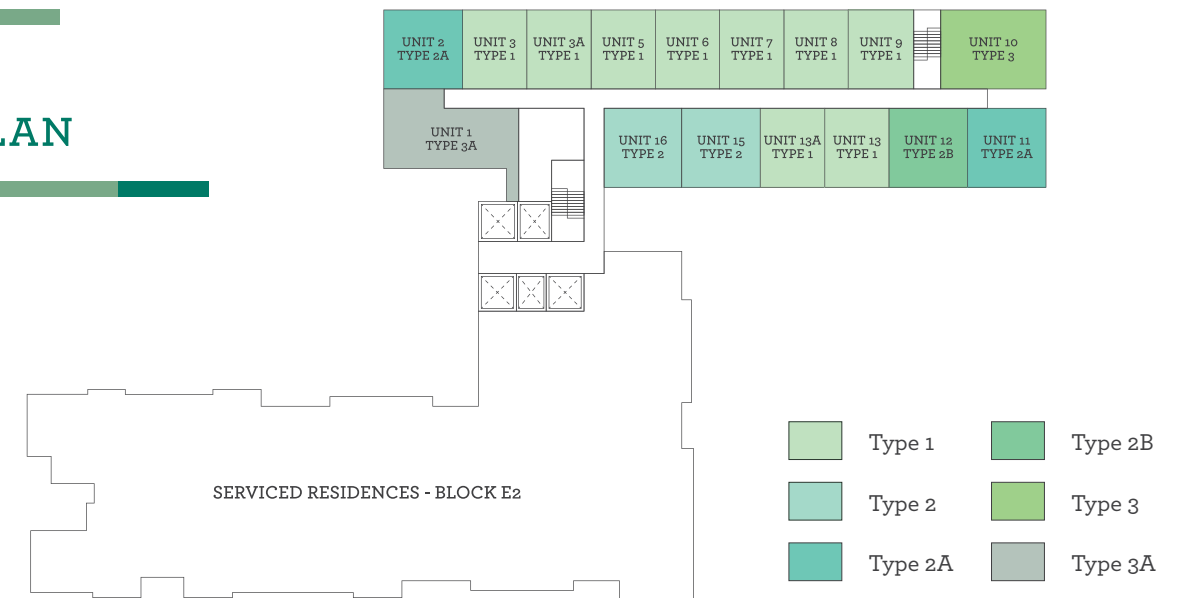 LAN
UNIT 2
TYPE 2A
UNIT 3
TYPE 1
UNIT 3A
TYPE 1
UNIT 5
TYPE 1
UNIT 6
TYPE 1
UNIT 7
TYPE 1
UNIT 8
TYPE 1
UNIT 9
TYPE 1
UNIT 10
TYPE 3
UNIT 1
TYPE 3A
UNIT 16
TYPE 2
UNIT 15
TYPE 2
UNIT 13A
TYPE 1
UNIT 13
TYPE 1
UNIT 12
TYPE 2B
UNIT 11
TYPE 2A
SERVICED RESIDENCES - BLOCK E2
Type 1
Type 2B
Type 2
Type 3
Type 2A
Type 3A